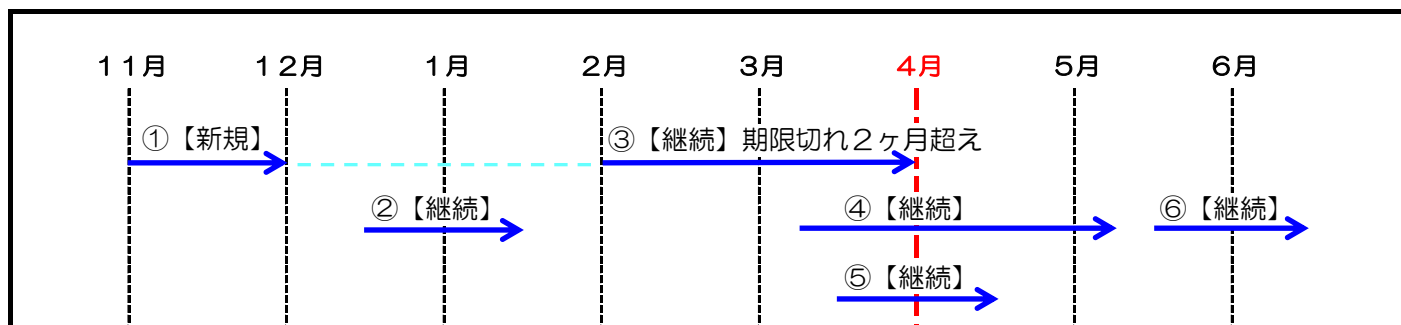 11月 12月 1月 2月 3月 4月 5月 6月
①【新規】 ③【継続】期限切れ2ヶ月超え
②【継続】 ④【継続】 ⑥【継続】
⑤【継続】